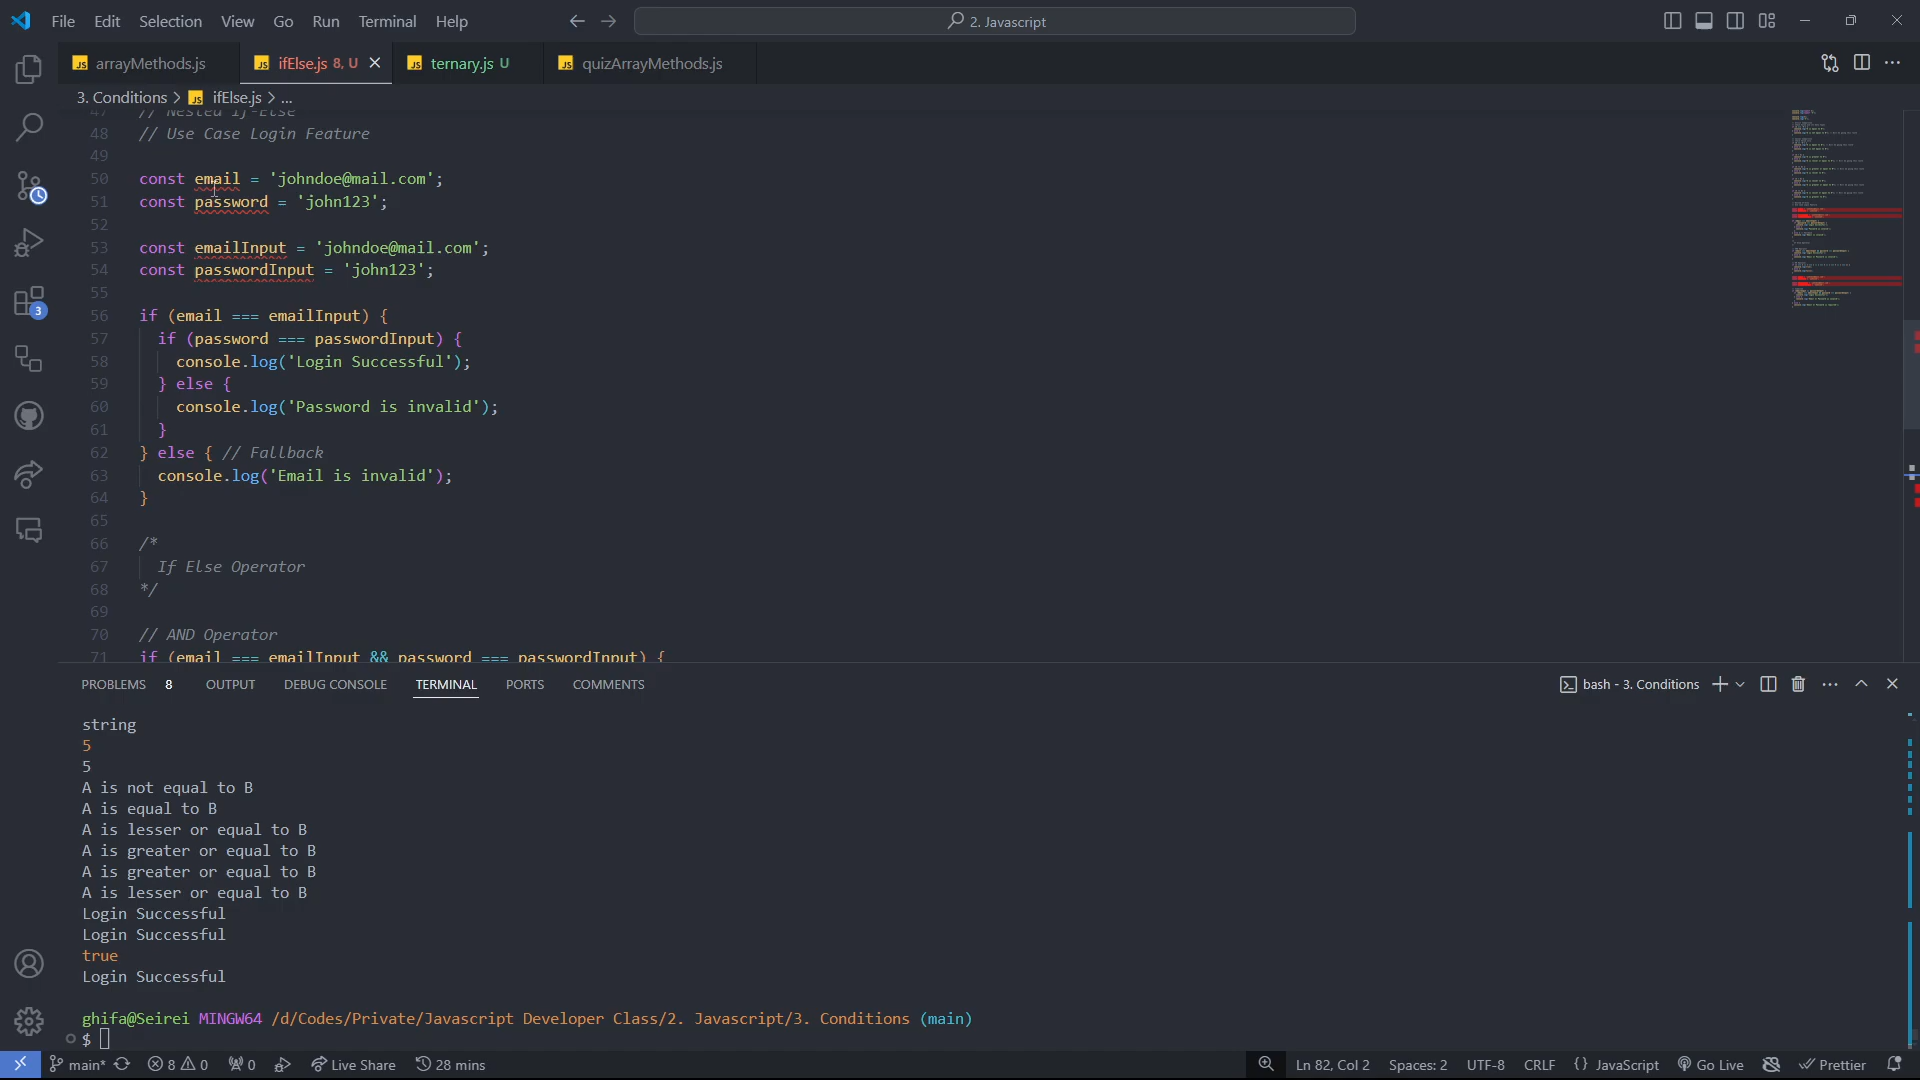 File Edit Selection View Go Run Terminal Help
2. Javascript
arrayMethods.js
ifElse.js 8, U
ternary.js U
quizArrayMethods.js
3. Conditions > JS ifElse.js > ...
47 // Nested If-Else
48 // Use Case Login Feature
49
50 const email = 'johndoe@mail.com';
51 const password = 'john123';
52
53 const emailInput = 'johndoe@mail.com';
54 const passwordInput = 'john123';
55
56 if (email === emailInput) {
57 if (password === passwordInput) {
58 console.log('Login Successful');
59 } else {
60 console.log('Password is invalid');
61 }
62 } else { // Fallback
63 console.log('Email is invalid');
64 }
65
66 /*
67 If Else Operator
68 */
69
70 // AND Operator
71 if (email === emailInput && password === passwordInput) {
PROBLEMS 8 OUTPUT DEBUG CONSOLE TERMINAL PORTS COMMENTS
bash - 3. Conditions
string
5
5
A is not equal to B
A is equal to B
A is lesser or equal to B
A is greater or equal to B
A is greater or equal to B
A is lesser or equal to B
Login Successful
Login Successful
true
Login Successful
ghifa@Seirei MINGW64 /d/Codes/Private/Javascript Developer Class/2. Javascript/3. Conditions (main)
$
main* 8 0 0 Live Share 28 mins
Ln 82, Col 2 Spaces: 2 UTF-8 CRLF {} JavaScript Go Live Prettier